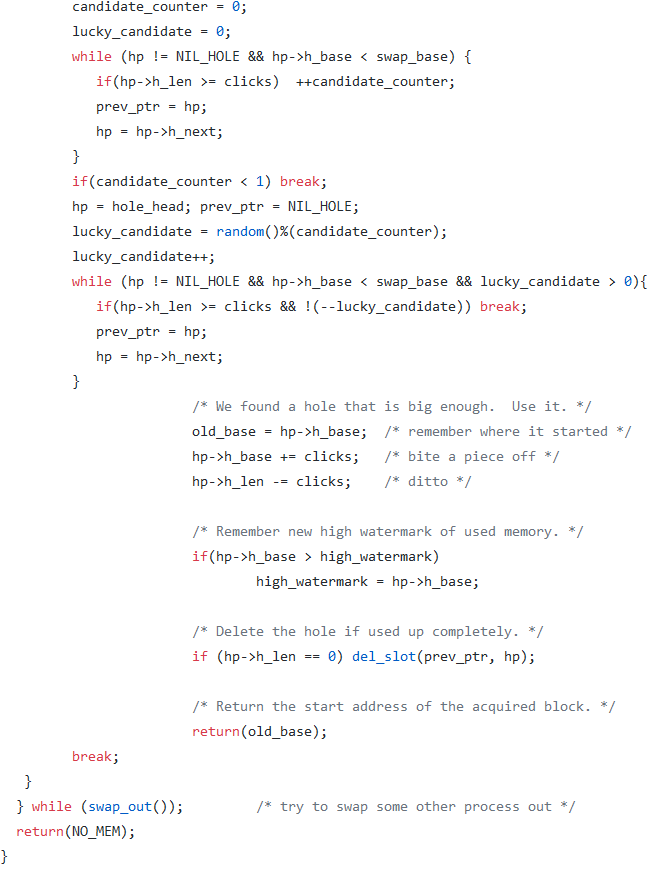 candidate_counter = 0;
lucky_candidate = 0;
while (hp != NIL_HOLE && hp->h_base < swap_base) {
if(hp->h_len >= clicks)  ++candidate_counter;
prev_ptr = hp;
hp = hp->h_next;
}
if(candidate_counter < 1) break;
hp = hole_head; prev_ptr = NIL_HOLE;
lucky_candidate = random()%(candidate_counter);
lucky_candidate++;
while (hp != NIL_HOLE && hp->h_base < swap_base && lucky_candidate > 0){
if(hp->h_len >= clicks && !(--lucky_candidate)) break;
prev_ptr = hp;
hp = hp->h_next;
}
/* We found a hole that is big enough.  Use it. */
old_base = hp->h_base;  /* remember where it started */
hp->h_base += clicks;   /* bite a piece off */
hp->h_len -= clicks;    /* ditto */
/* Remember new high watermark of used memory. */
if(hp->h_base > high_watermark)
high_watermark = hp->h_base;
/* Delete the hole if used up completely. */
if (hp->h_len == 0) del_slot(prev_ptr, hp);
/* Return the start address of the acquired block. */
return(old_base);
break;
}
} while (swap_out());         /* try to swap some other process out */
return(NO_MEM);
}